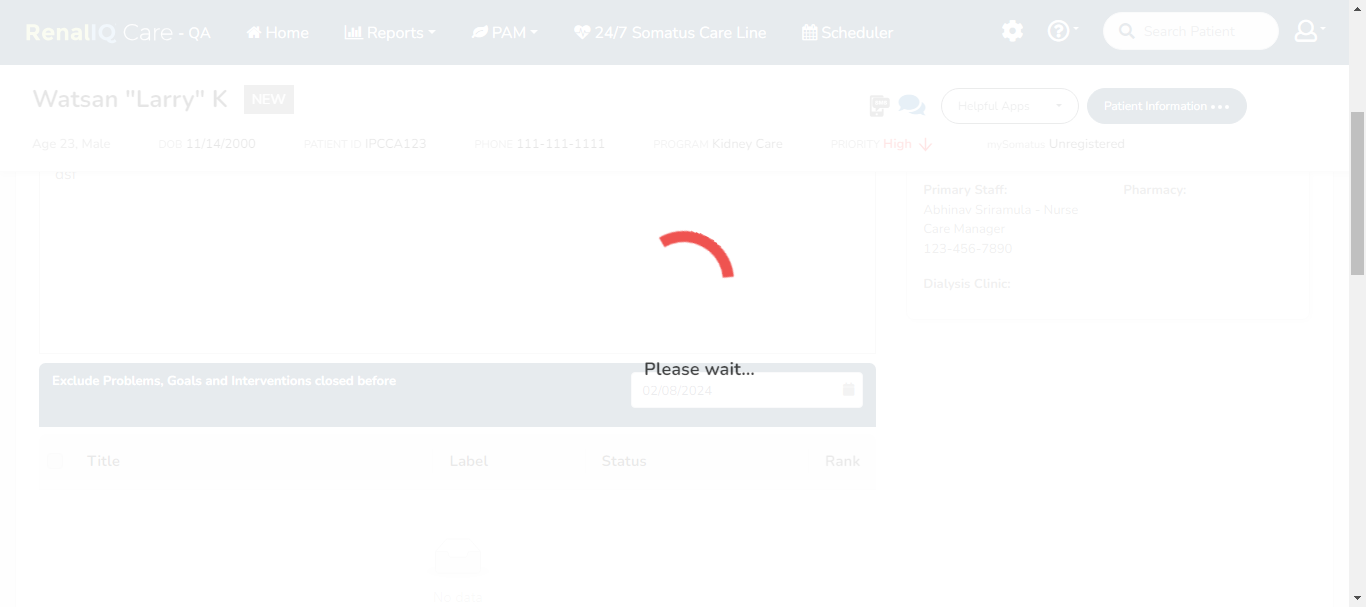 RenalIQ Care - QA Home Reports PAM 24/7 Somatus Care Line Scheduler Search Patient
Watsan "Larry" K NEW
Helpful Apps Patient Information
Age 23, Male DOB 11/14/2000 PATIENT ID IPCCA123 PHONE 111-111-1111 PROGRAM Kidney Care PRIORITY High mySomatus Unregistered
Primary Staff: Pharmacy:
Abhinav Sriramula - Nurse
Care Manager
123-456-7890
Dialysis Clinic:
Please wait...
Exclude Problems, Goals and Interventions closed before
02/08/2024
Title Label Status Rank
No data